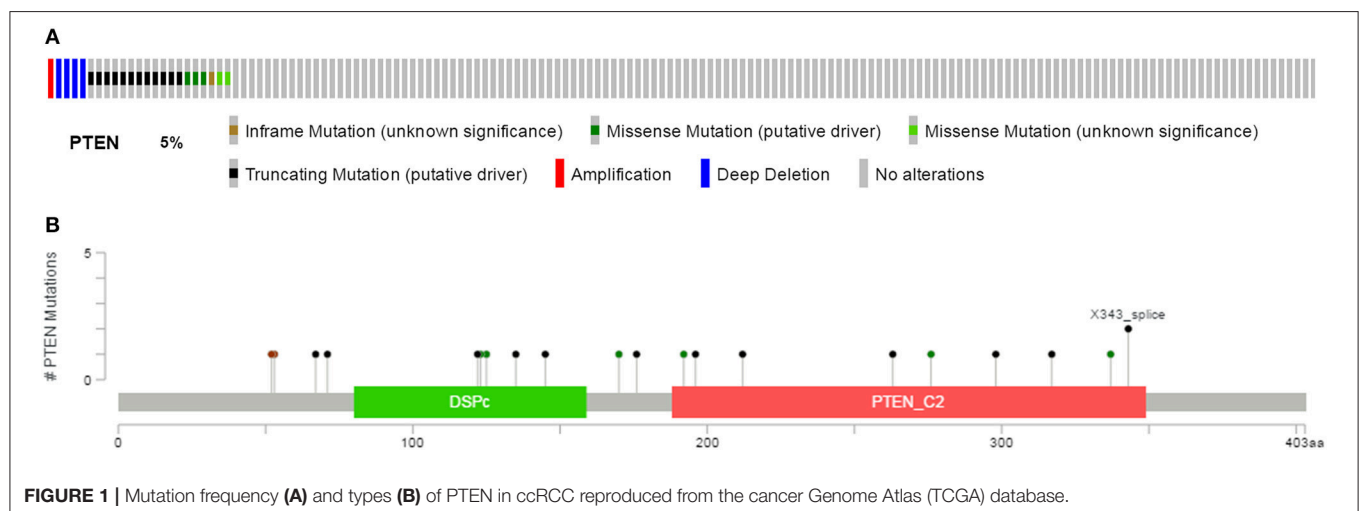 A
PTEN 5%
Inframe Mutation (unknown significance) Missense Mutation (putative driver) Missense Mutation (unknown significance)
Truncating Mutation (putative driver) Amplification Deep Deletion No alterations
B
# PTEN Mutations
5
0
X343_splice
DSPc PTEN_C2
0 100 200 300 403aa
FIGURE 1 | Mutation frequency (A) and types (B) of PTEN in ccRCC reproduced from the cancer Genome Atlas (TCGA) database.